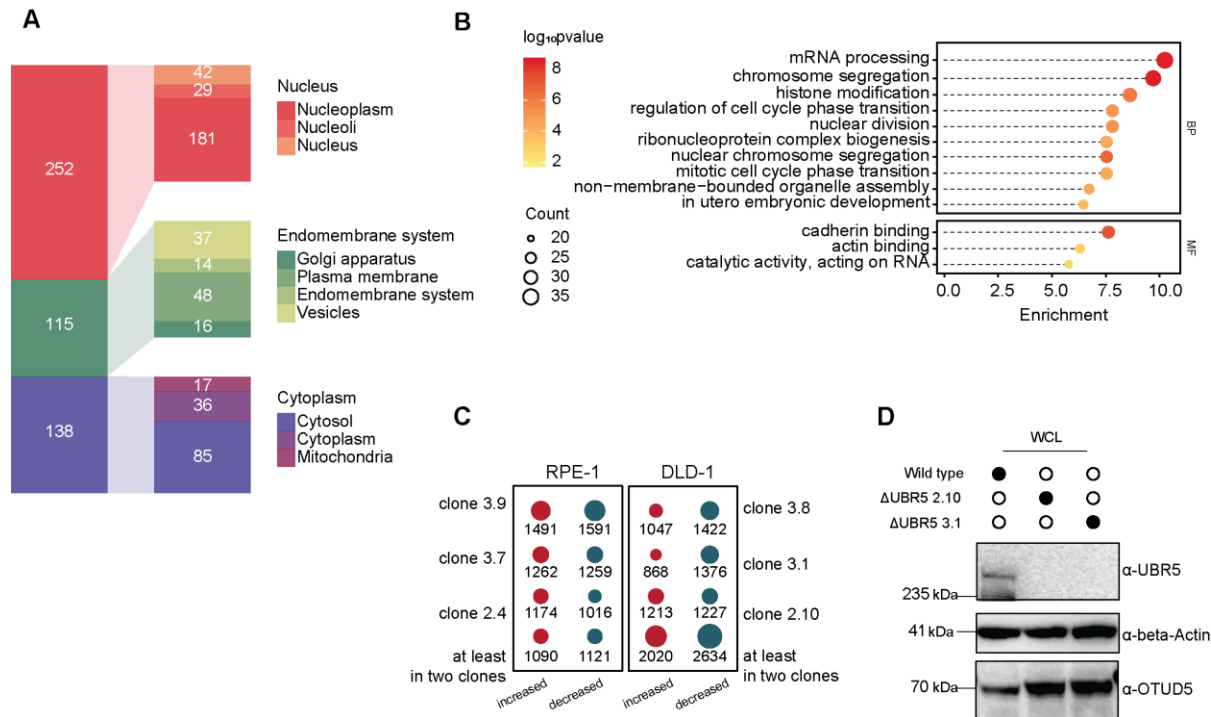 A
252
115
138
42
29
181
37
14
48
16
17
36
85
Nucleus
Nucleoplasm
Nucleoli
Nucleus
Endomembrane system
Golgi apparatus
Plasma membrane
Endomembrane system
Vesicles
Cytoplasm
Cytosol
Cytoplasm
Mitochondria
B
log₁₀pvalue
8
6
4
2
Count
20
25
30
35
mRNA processing
chromosome segregation
histone modification
regulation of cell cycle phase transition
nuclear division
ribonucleoprotein complex biogenesis
nuclear chromosome segregation
mitotic cell cycle phase transition
non−membrane−bounded organelle assembly
in utero embryonic development
BP
cadherin binding
actin binding
catalytic activity, acting on RNA
MF
0.0 2.5 5.0 7.5 10.0
Enrichment
C
RPE-1 DLD-1
clone 3.9 clone 3.8
1491 1591 1047 1422
clone 3.7 clone 3.1
1262 1259 868 1376
clone 2.4 clone 2.10
1174 1016 1213 1227
at least 1090 1121 2020 2634 at least
in two clones in two clones
increased decreased increased decreased
D
WCL
Wild type
ΔUBR5 2.10
ΔUBR5 3.1
α-UBR5
235 kDa
41 kDa α-beta-Actin
70 kDa α-OTUD5